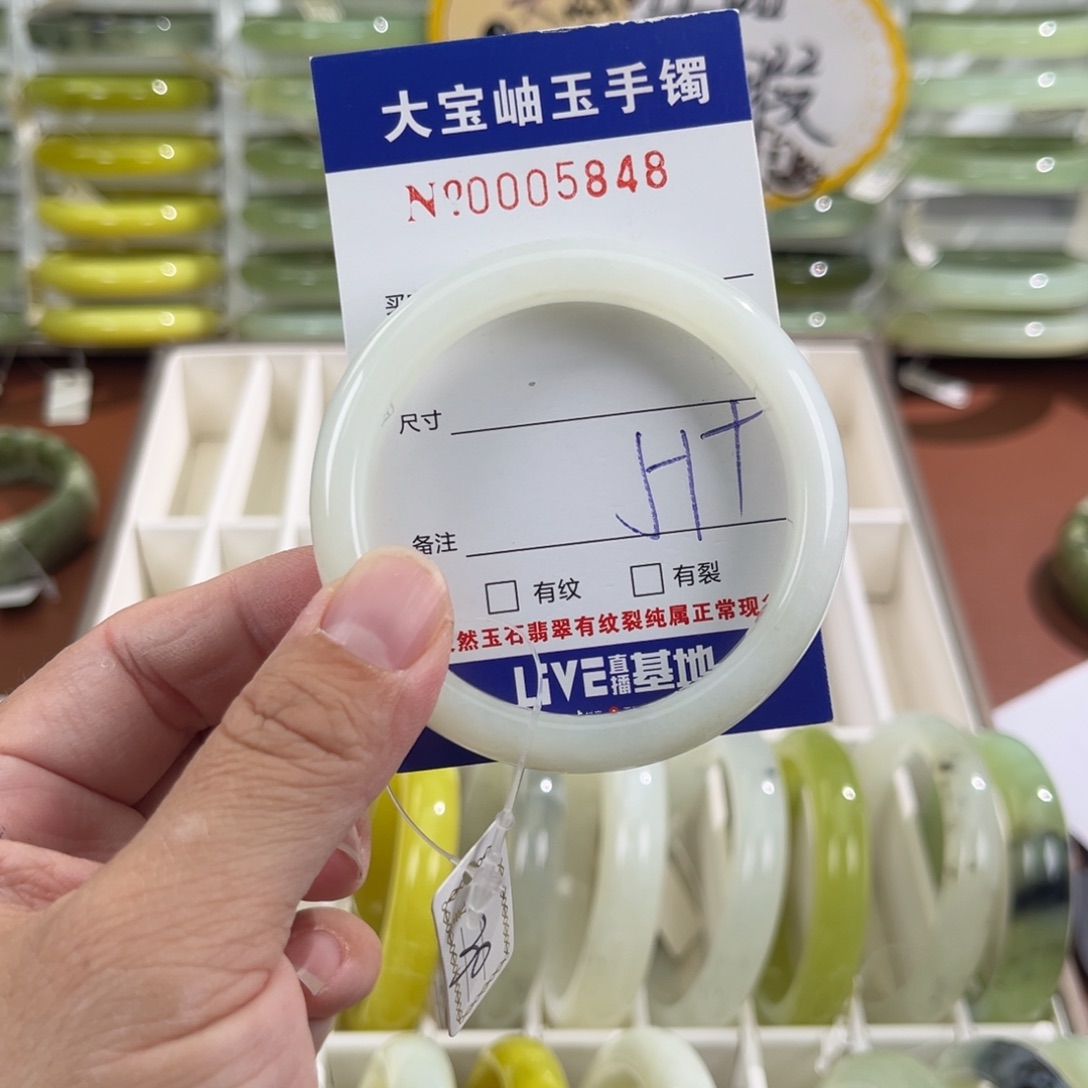 大宝岫玉手镯
Nº0005848
尺寸
HT
备注
有纹
有裂
然玉石翡翠有纹裂纯属正常现
LiVE直播基地